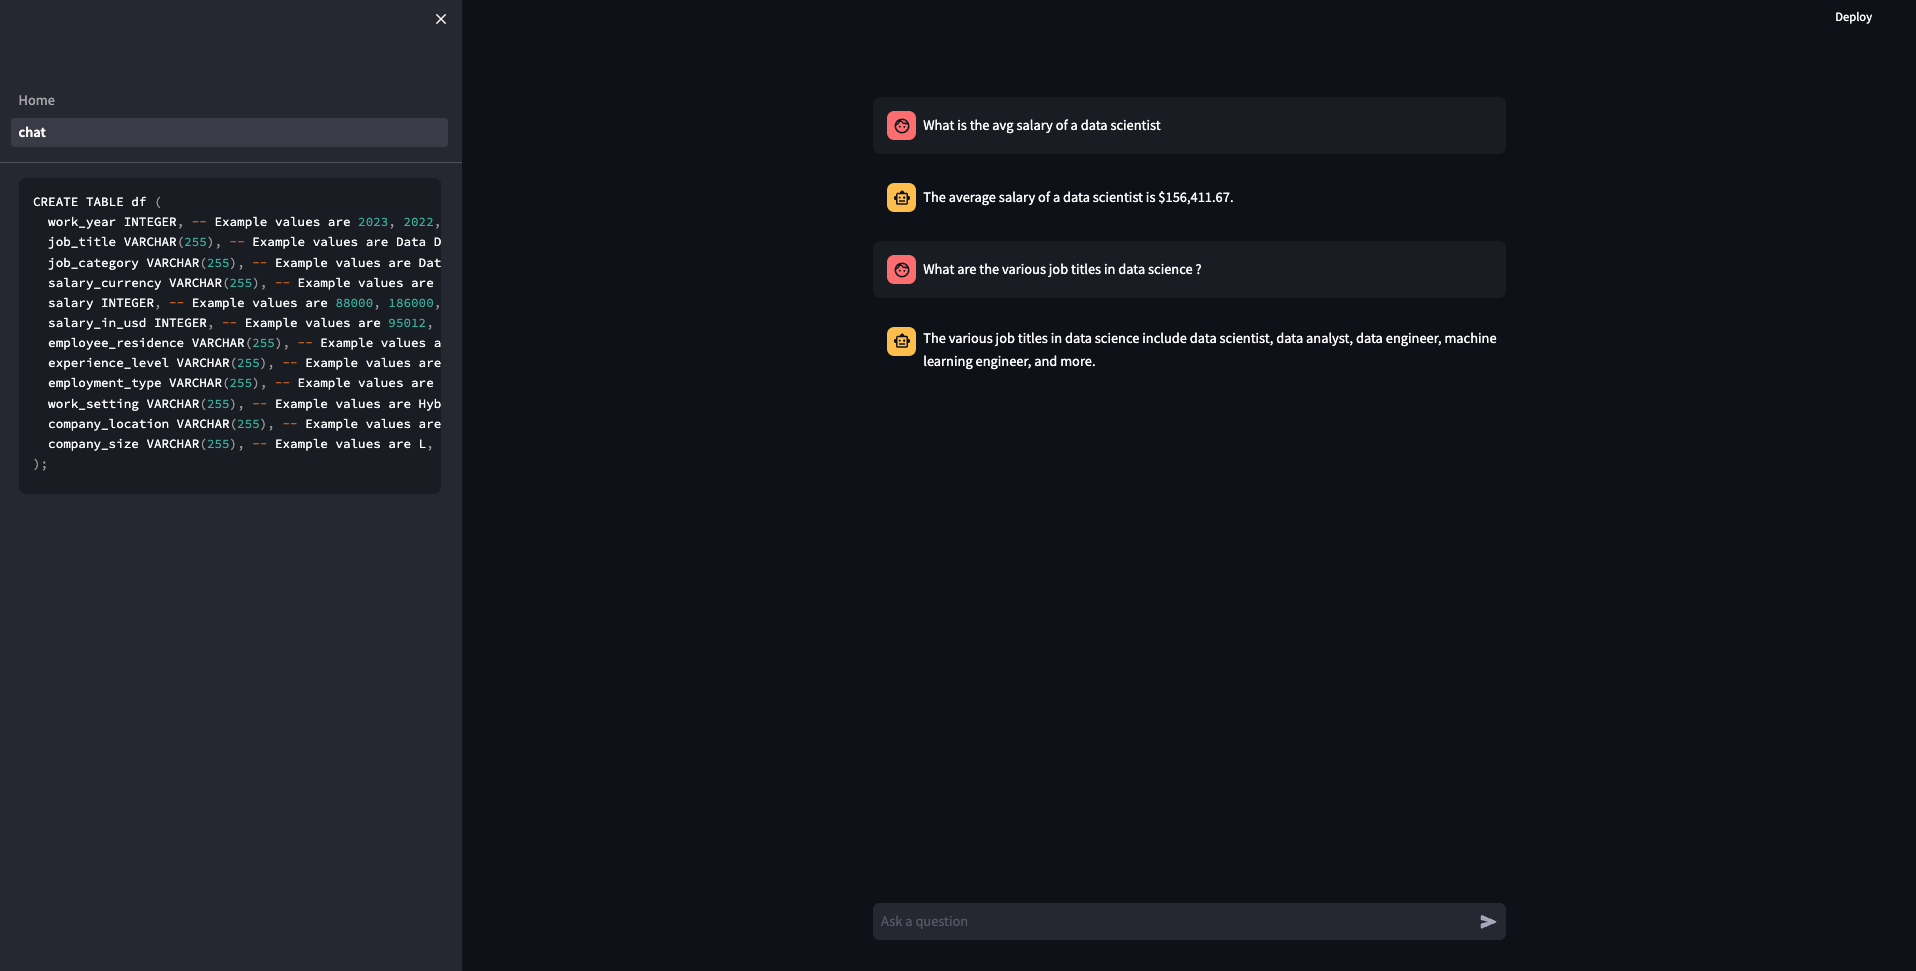 Home
chat
CREATE TABLE df (
work_year INTEGER, -- Example values are 2023, 2022,
job_title VARCHAR(255), -- Example values are Data D
job_category VARCHAR(255), -- Example values are Dat
salary_currency VARCHAR(255), -- Example values are
salary INTEGER, -- Example values are 88000, 186000,
salary_in_usd INTEGER, -- Example values are 95012,
employee_residence VARCHAR(255), -- Example values a
experience_level VARCHAR(255), -- Example values are
employment_type VARCHAR(255), -- Example values are
work_setting VARCHAR(255), -- Example values are Hyb
company_location VARCHAR(255), -- Example values are
company_size VARCHAR(255), -- Example values are L,
);
Deploy
What is the avg salary of a data scientist
The average salary of a data scientist is $156,411.67.
What are the various job titles in data science ?
The various job titles in data science include data scientist, data analyst, data engineer, machine
learning engineer, and more.
Ask a question